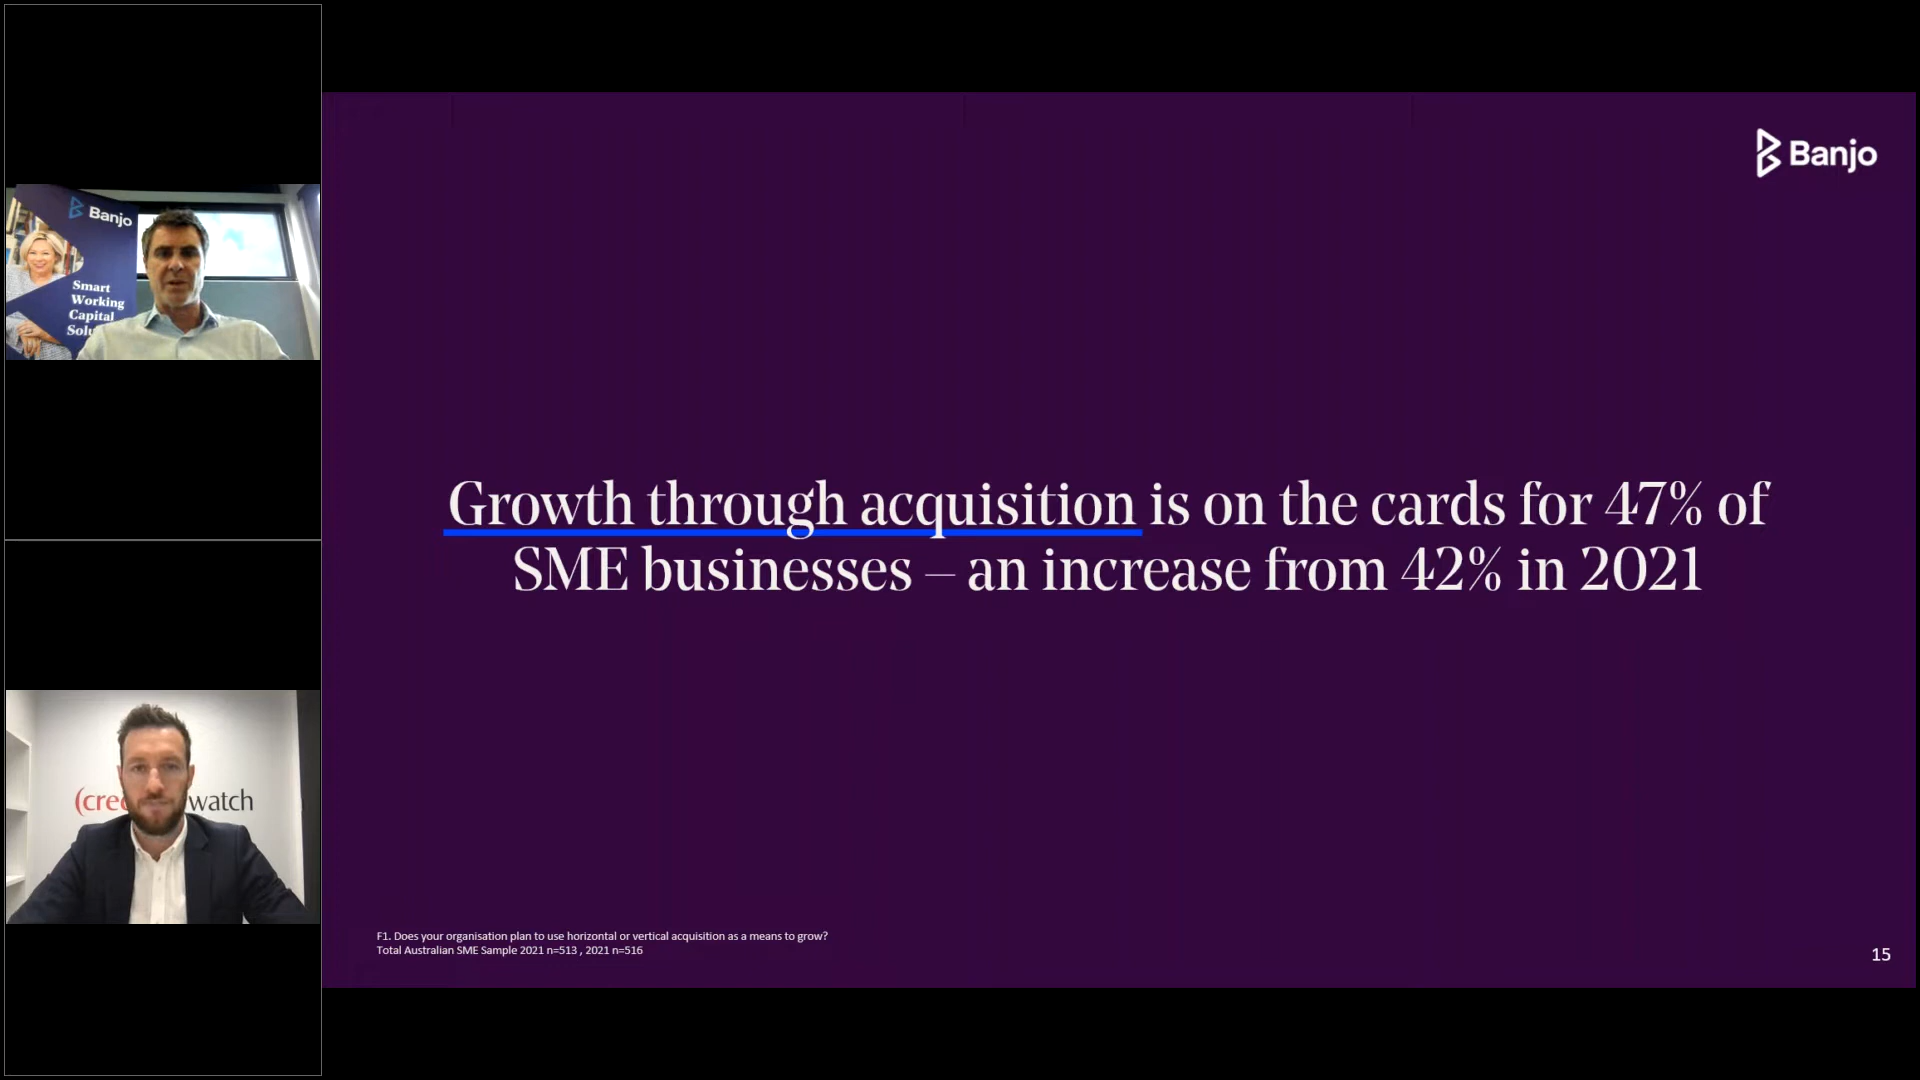 Banjo
Smart
Working
Capital
watch
Banjo
Growth through acquisition is on the cards for 47% of
SME businesses – an increase from 42% in 2021
F1. Does your organisation plan to use horizontal or vertical acquisition as a means to grow?
Total Australian SME Sample 2021 n=513 , 2021 n=516
15